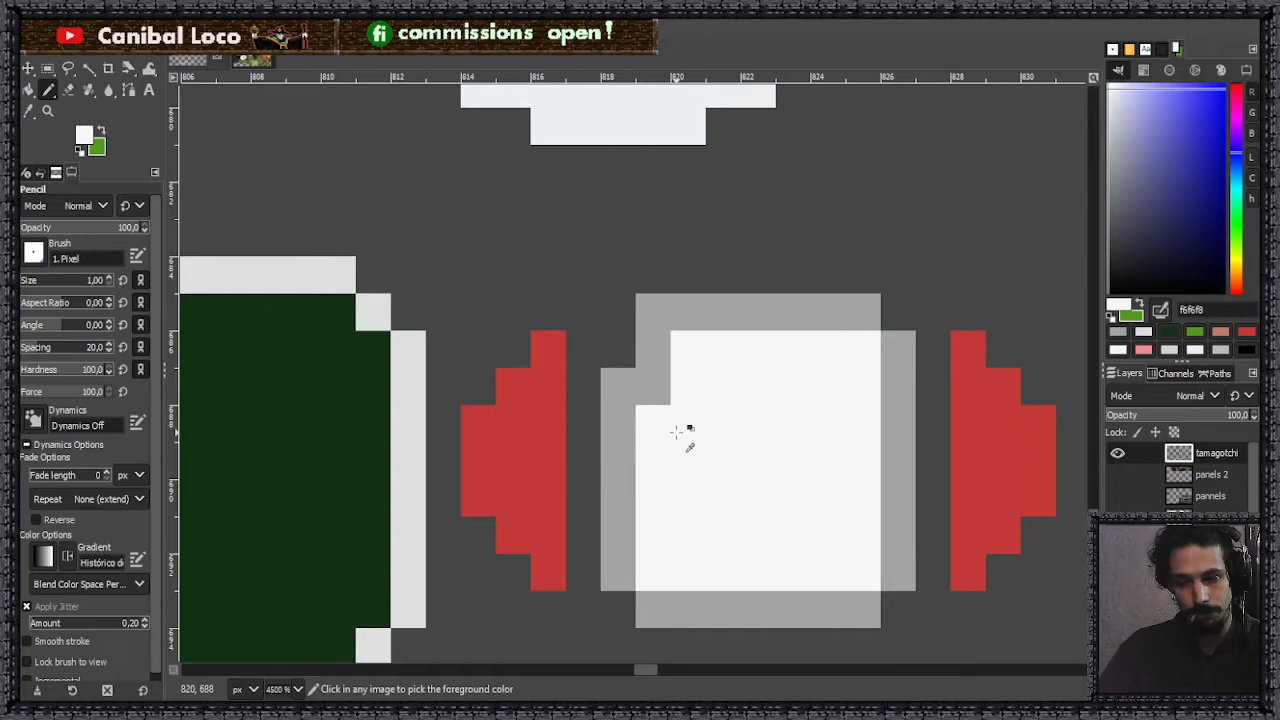 Canibal Loco
fi commissions open!
806 808 810 812 814 816 818 820 822 824 826 828 830
Pencil
Mode Normal
Opacity 100,0
Brush
1. Pixel
Size 1,00
Aspect Ratio 0,00
Angle 0,00
Spacing 20,0
Hardness 100,0
Force 100,0
Dynamics
Dynamics Off
Dynamics Options
Fade Options
Fade length 0 px
Repeat None (extend)
Reverse
Color Options
Gradient
Histórico d
Blend Color Space Per...
Apply Jitter
Amount 0,20
Smooth stroke
Lock brush to view
Incremental
820, 688 px 4500 % Click in any image to pick the foreground color
Aa
R
G
B
L
C
h
f6f6f8
Layers Channels Paths
Mode Normal
Opacity 100,0
Lock:
tamagotchi
panels 2
pannels